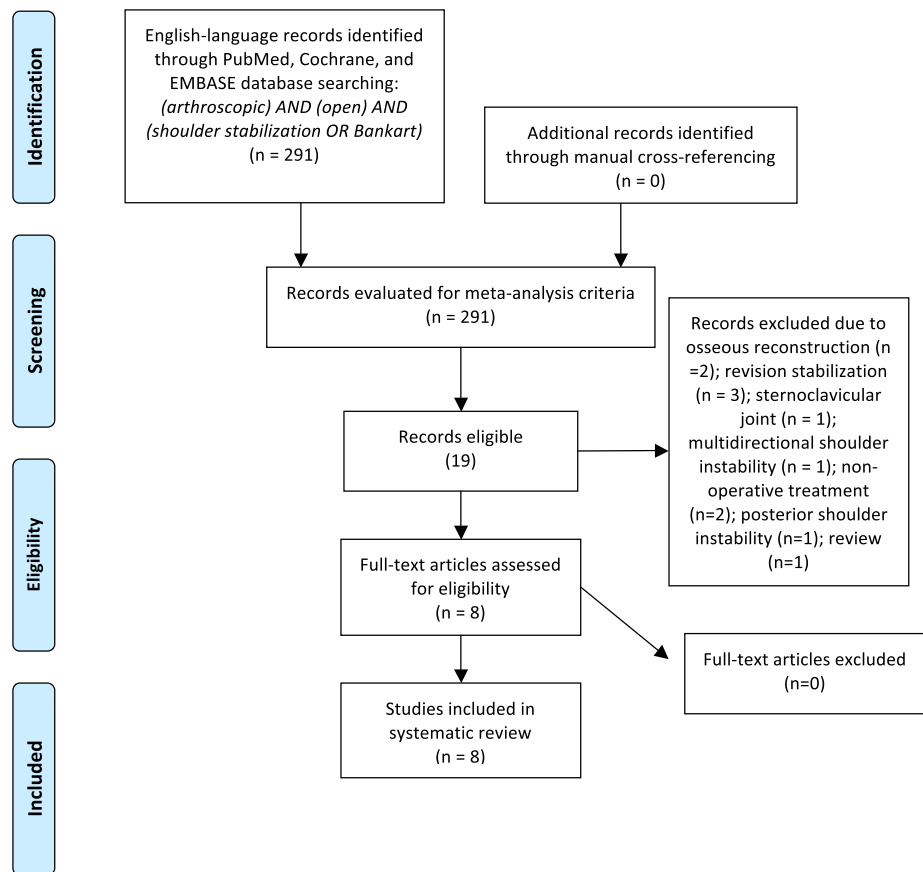 Identification
English-language records identified
through PubMed, Cochrane, and
EMBASE database searching:
(arthroscopic) AND (open) AND
(shoulder stabilization OR Bankart)
(n = 291)
Additional records identified
through manual cross-referencing
(n = 0)
Screening
Records evaluated for meta-analysis criteria
(n = 291)
Records excluded due to
osseous reconstruction (n
=2); revision stabilization
(n = 3); sternoclavicular
joint (n = 1);
multidirectional shoulder
instability (n = 1); non-
operative treatment
(n=2); posterior shoulder
instability (n=1); review
(n=1)
Records eligible
(19)
Eligibility
Full-text articles assessed
for eligibility
(n = 8)
Full-text articles excluded
(n=0)
Included
Studies included in
systematic review
(n = 8)